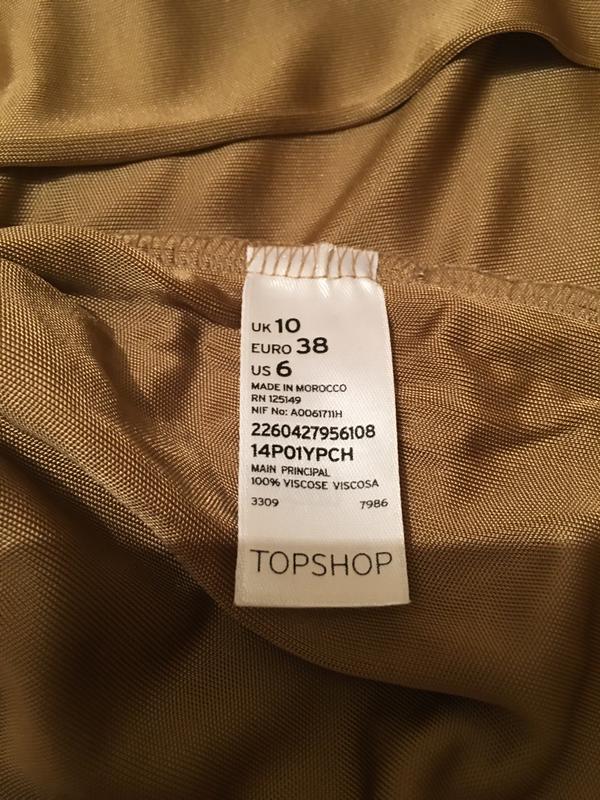 UK 10
EURO 38
US 6
MADE IN MOROCCO
RN 125149
NIF No: A0061711H
2260427956108
14P01YPCH
MAIN PRINCIPAL
100% VISCOSE VISCOSA
3309 7986
TOPSHOP